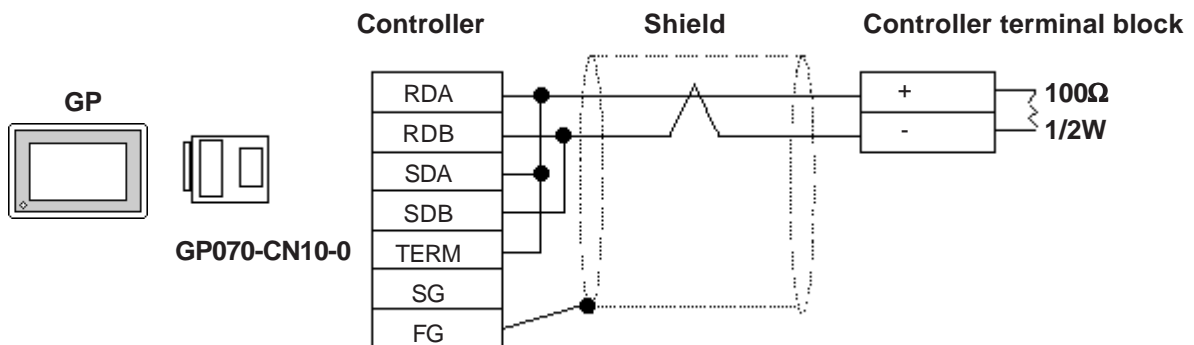 Controller
Shield
Controller terminal block
GP
GP070-CN10-0
RDA
RDB
SDA
SDB
TERM
SG
FG
+
-
100Ω
1/2W